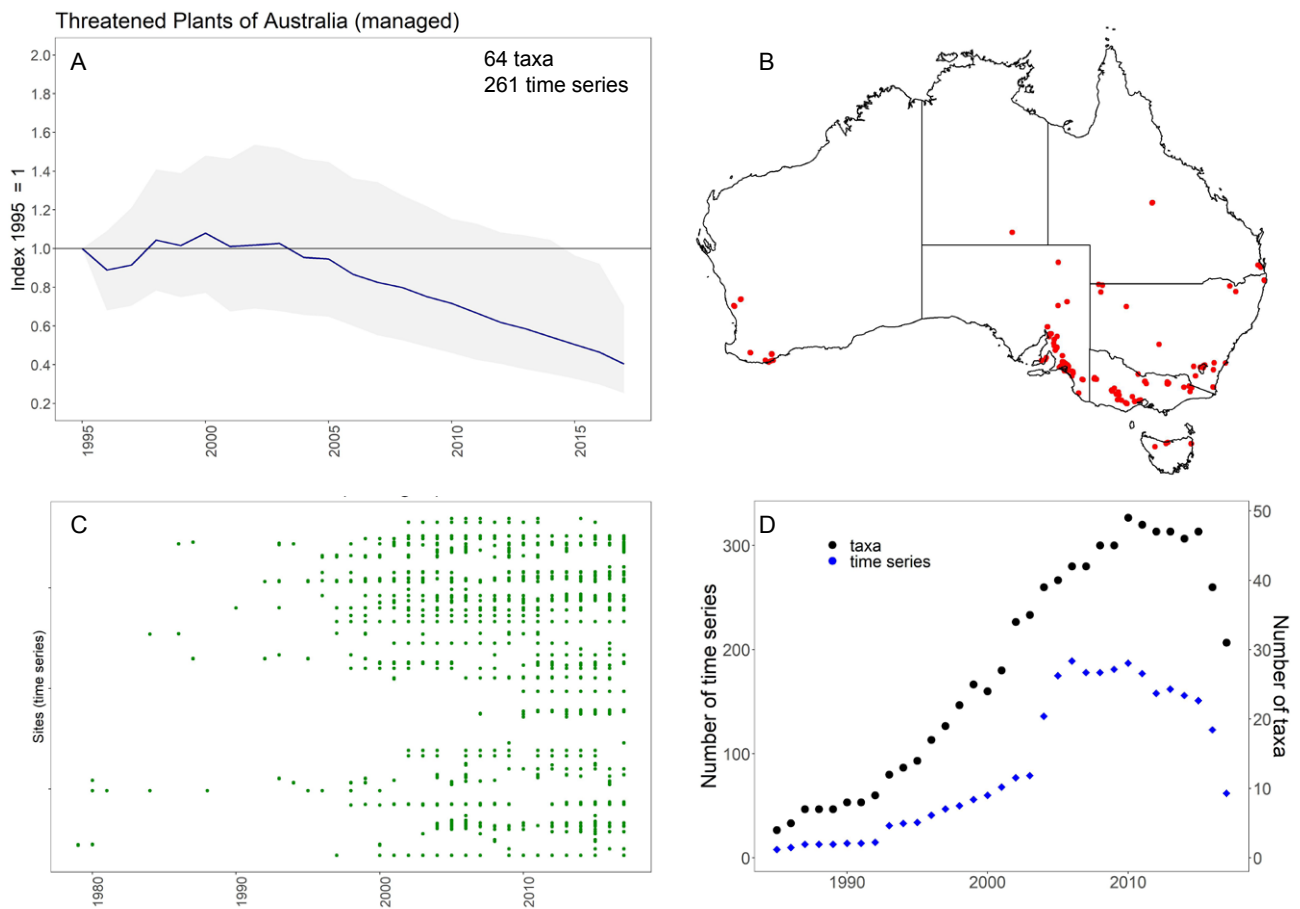 Threatened Plants of Australia (managed)
A
64 taxa
261 time series
2.0
1.8
1.6
1.4
1.2
1.0
0.8
0.6
0.4
0.2
Index 1995 = 1
1995
2000
2005
2010
2015
B
C
Sites (time series)
1980
1990
2000
2010
D
taxa
time series
Number of time series
300
200
100
0
1990
2000
2010
50
40
30
20
10
0
Number of taxa